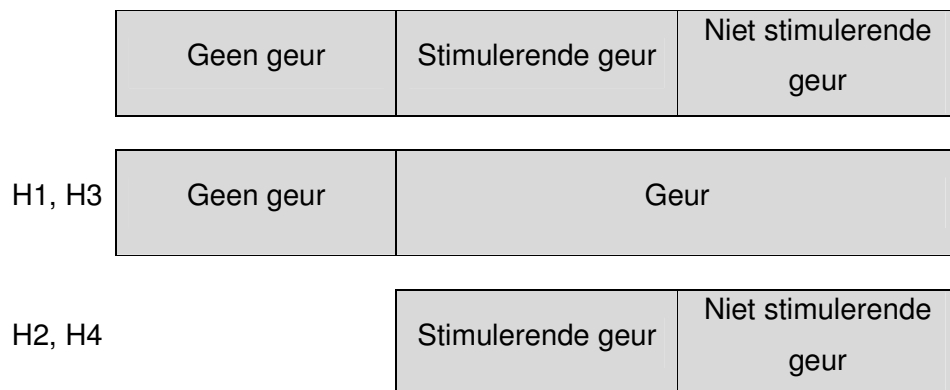 Geen geur
Stimulerende geur
Niet stimulerende
geur
H1, H3
Geen geur
Geur
H2, H4
Stimulerende geur
Niet stimulerende
geur